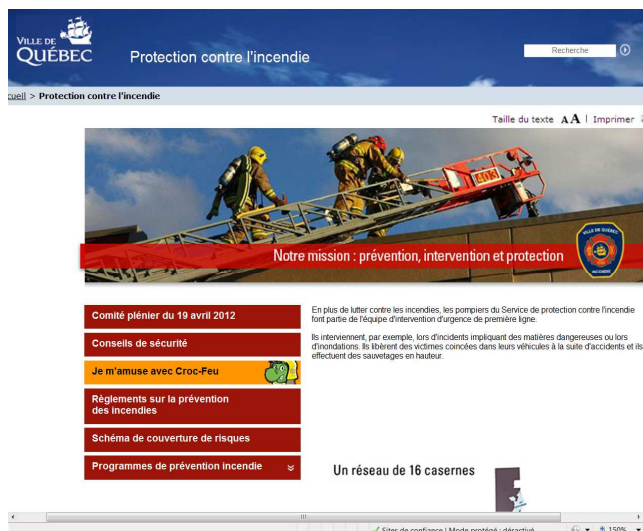 VILLE DE
QUÉBEC
Protection contre l'incendie
Recherche
cueil > Protection contre l'incendie
Taille du texte A A | Imprimer
403
Notre mission : prévention, intervention et protection
VILLE DE QUÉBEC
INCENDIE
Comité plénier du 19 avril 2012
Conseils de sécurité
Je m'amuse avec Croc-Feu
Règlements sur la prévention
des incendies
Schéma de couverture de risques
Programmes de prévention incendie
En plus de lutter contre les incendies, les pompiers du Service de protection contre l'incendie
font partie de l'équipe d'intervention d'urgence de première ligne.
Ils interviennent, par exemple, lors d'incidents impliquant des matières dangereuses ou lors
d'inondations. Ils libèrent des victimes coincées dans leurs véhicules à la suite d'accidents et ils
effectuent des sauvetages en hauteur.
Un réseau de 16 casernes
Sites de confiance | Mode protégé : désactivé
150%